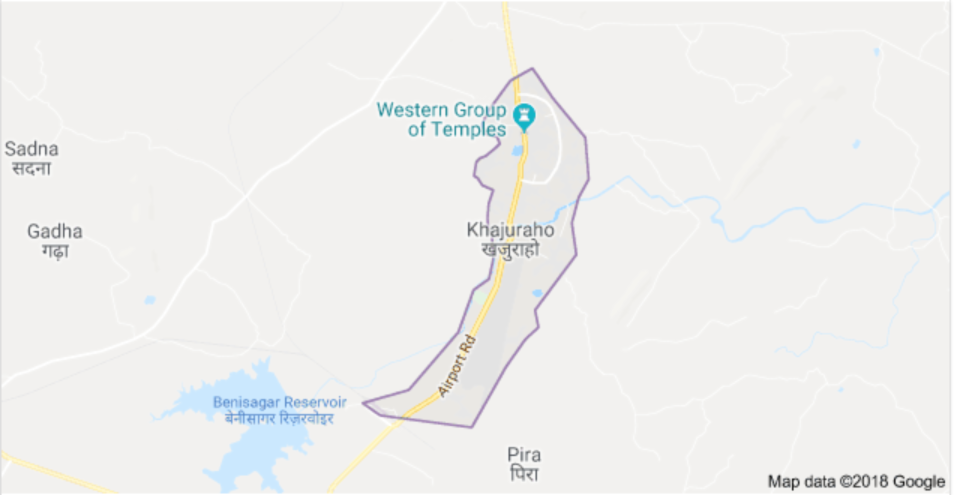 Western Group
of Temples
Sadna
सदना
Gadha
गढ़ा
Khajuraho
खजुराहो
Airport Rd
Benisagar Reservoir
बेनीसागर रिज़रवोइर
Pira
पिरा
Map data ©2018 Google